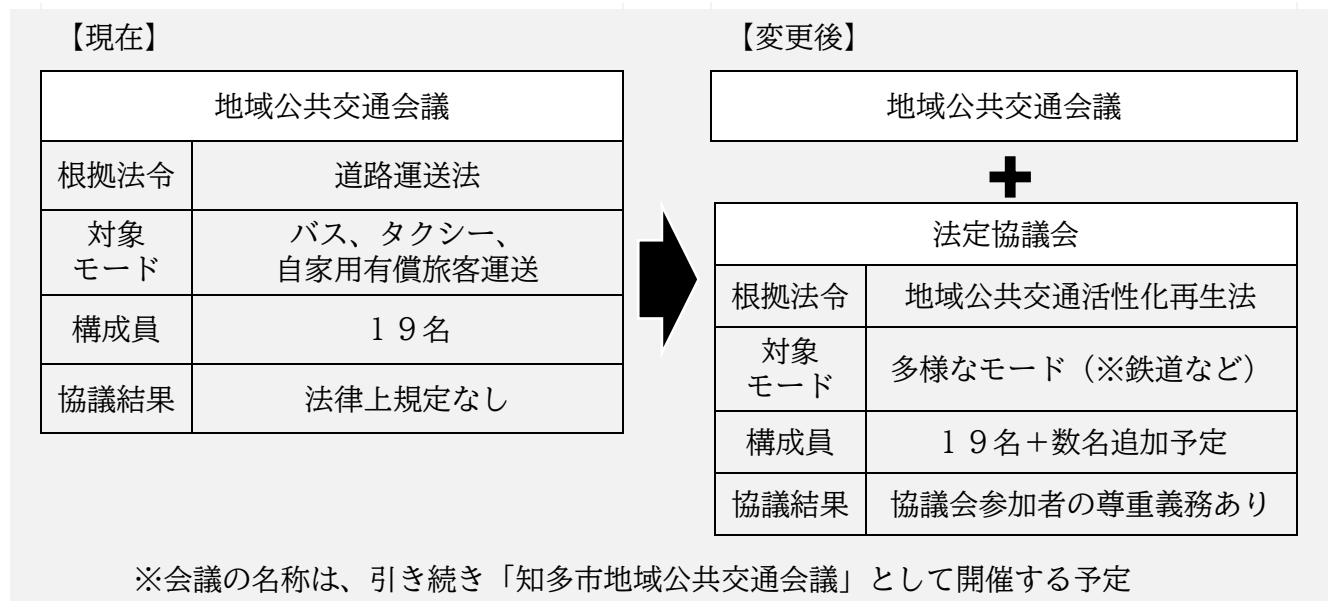 【現在】
地域公共交通会議
根拠法令
道路運送法
対象
モード
バス、タクシー、
自家用有償旅客運送
構成員
１９名
協議結果
法律上規定なし
【変更後】
地域公共交通会議
法定協議会
根拠法令
地域公共交通活性化再生法
対象
モード
多様なモード（※鉄道など）
構成員
１９名＋数名追加予定
協議結果
協議会参加者の尊重義務あり
※会議の名称は、引き続き「知多市地域公共交通会議」として開催する予定